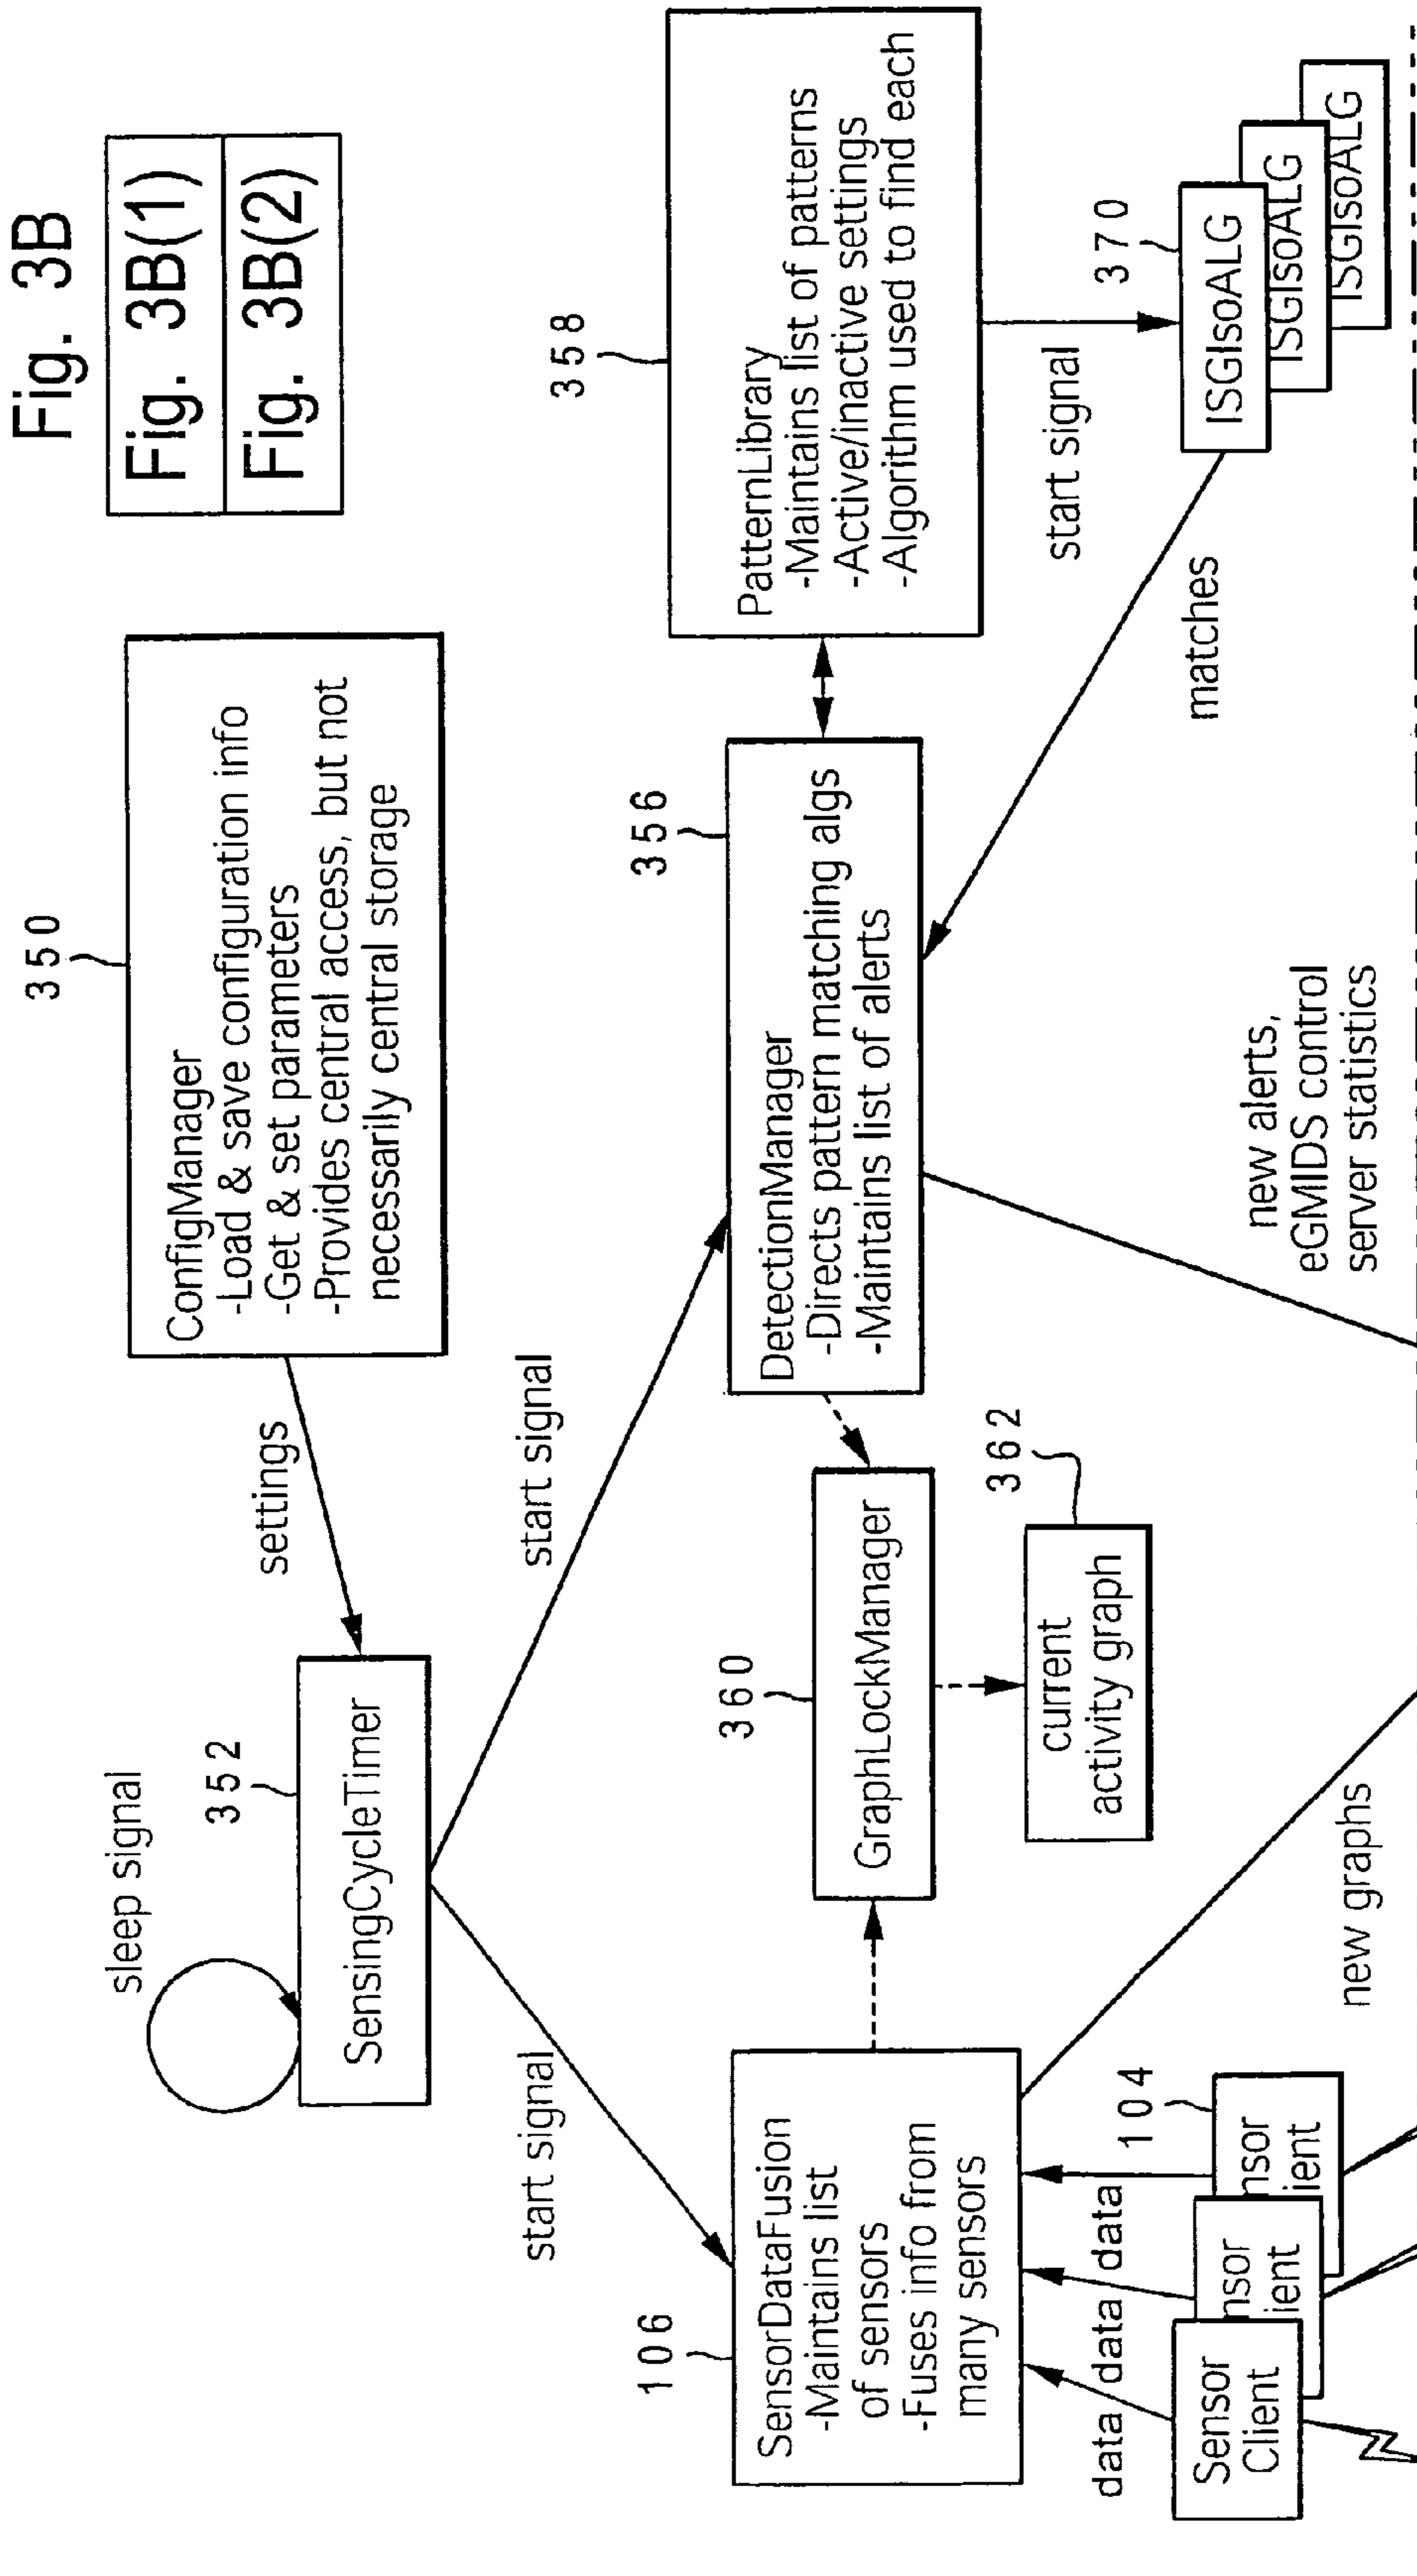 Fig. 3B
Fig. 3B(1)
Fig. 3B(2)
350
ConfigManager
-Load & save configuration info
-Get & set parameters
-Provides central access, but not
necessarily central storage
sleep signal
352
SensingCycleTimer
settings
start signal
start signal
358
PatternLibrary
-Maintains list of patterns
-Active/inactive settings
-Algorithm used to find each
356
DetectionManager
-Directs pattern matching algs
-Maintains list of alerts
360
GraphLockManager
362
current
activity graph
106
SensorDataFusion
-Maintains list
of sensors
-Fuses info from
many sensors
start signal
370
ISGIsoALG
ISGIsoALG
ISGIsoALG
matches
data data data
104
Sensor
Client
nsor
ient
nsor
ient
new graphs
new alerts,
eGMIDS control
server statistics